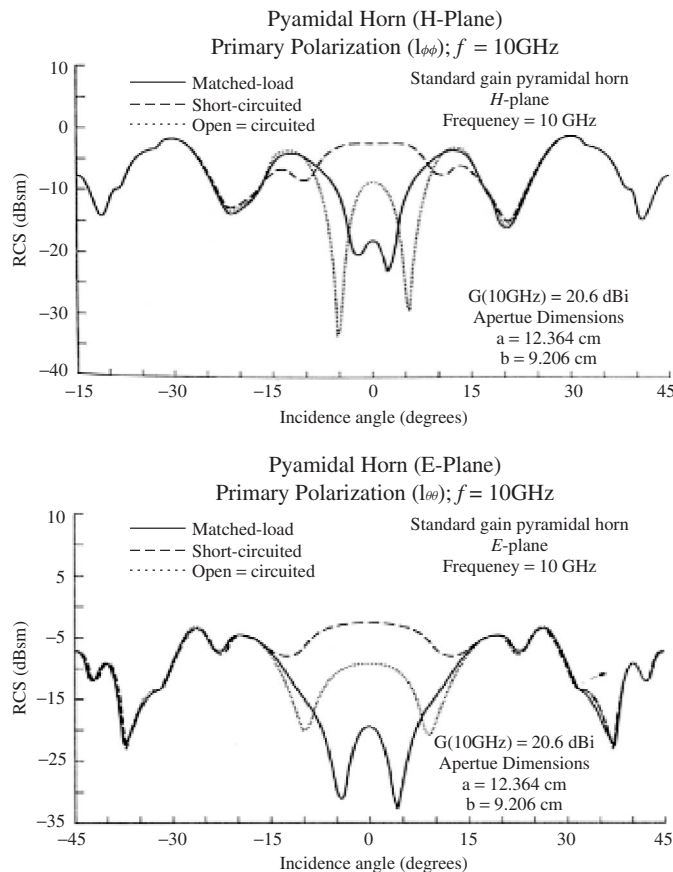 Pyamidal Horn (H-Plane)
Primary Polarization (lϕϕ); f = 10GHz
Matched-load
Short-circuited
Open = circuited
Standard gain pyramidal horn
H-plane
Frequeney = 10 GHz
G(10GHz) = 20.6 dBi
Apertue Dimensions
a = 12.364 cm
b = 9.206 cm
RCS (dBsm)
10
0
−10
−20
−30
−40
−15 −30 −15 0 15 30 45
Incidence angle (degrees)
Pyamidal Horn (E-Plane)
Primary Polarization (lθθ); f = 10GHz
Matched-load
Short-circuited
Open = circuited
Standard gain pyramidal horn
E-plane
Frequeney = 10 GHz
G(10GHz) = 20.6 dBi
Apertue Dimensions
a = 12.364 cm
b = 9.206 cm
RCS (dBsm)
10
5
−5
−15
−25
−35
−45 −30 −15 0 15 30 45
Incidence angle (degrees)